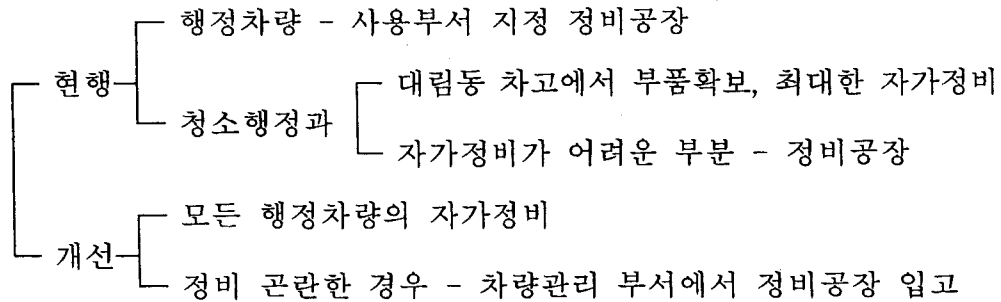 행정차량 - 사용부서 지정 정비공장
현행
대림동 차고에서 부품확보, 최대한 자가정비
청소행정과
자가정비가 어려운 부분 - 정비공장
모든 행정차량의 자가정비
개선
정비 곤란한 경우 - 차량관리 부서에서 정비공장 입고